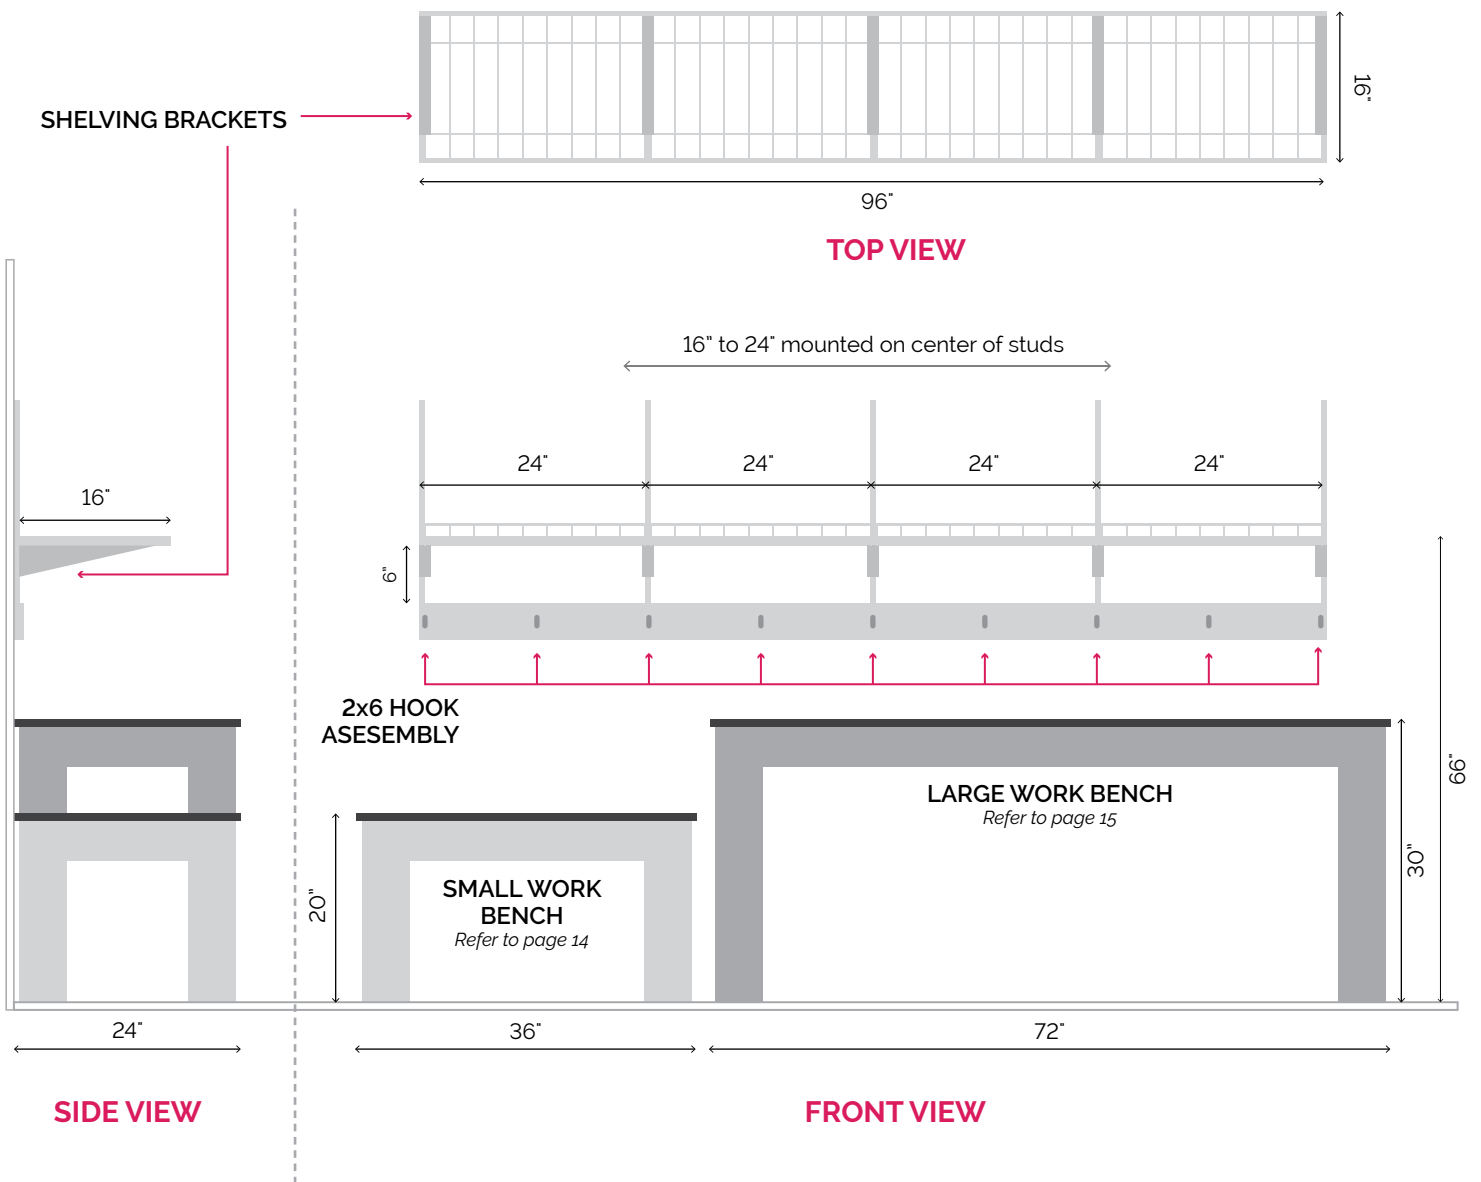 SHELVING BRACKETS
16"
96"
TOP VIEW
16” to 24" mounted on center of studs
24"
24"
24"
24"
16"
6"
2x6 HOOK
ASESEMBLY
66"
LARGE WORK BENCH
Refer to page 15
30"
SMALL WORK
BENCH
Refer to page 14
20"
24"
36"
72"
SIDE VIEW
FRONT VIEW